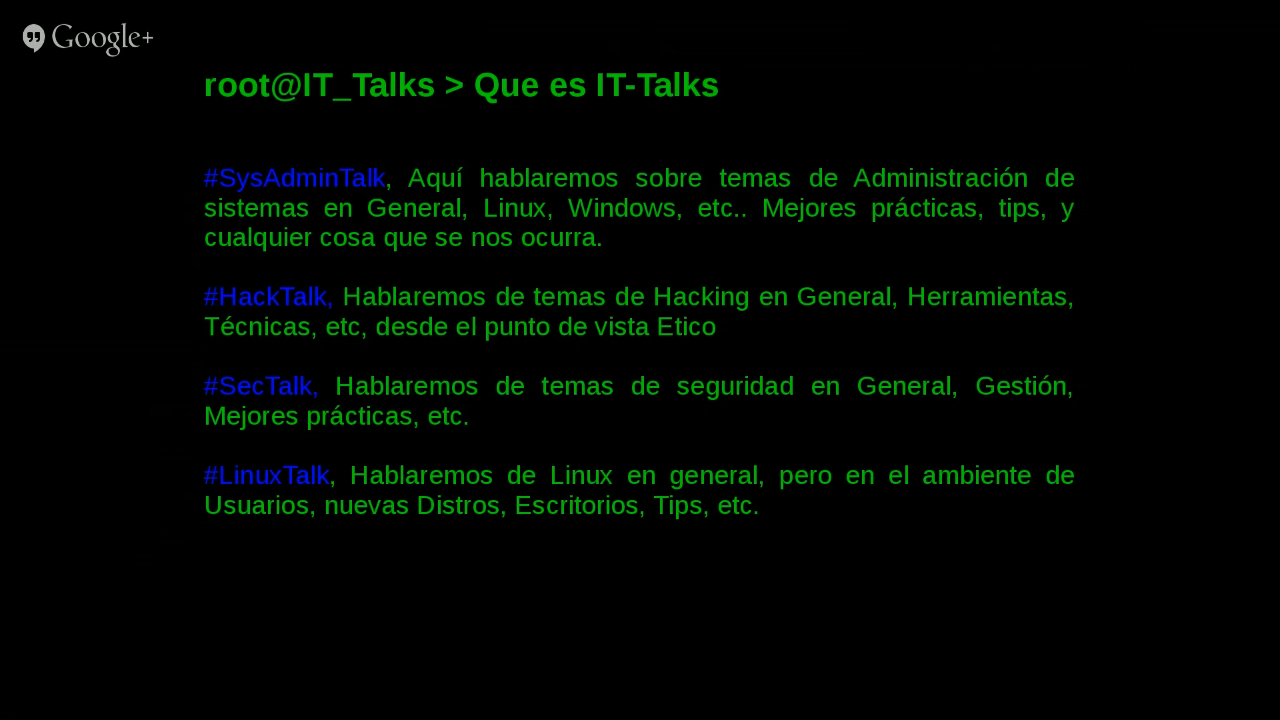 Google+
root@IT_Talks > Que es IT-Talks
#SysAdminTalk, Aquí hablaremos sobre temas de Administración de
sistemas en General, Linux, Windows, etc.. Mejores prácticas, tips, y
cualquier cosa que se nos ocurra.
#HackTalk, Hablaremos de temas de Hacking en General, Herramientas,
Técnicas, etc, desde el punto de vista Etico
#SecTalk, Hablaremos de temas de seguridad en General, Gestión,
Mejores prácticas, etc.
#LinuxTalk, Hablaremos de Linux en general, pero en el ambiente de
Usuarios, nuevas Distros, Escritorios, Tips, etc.